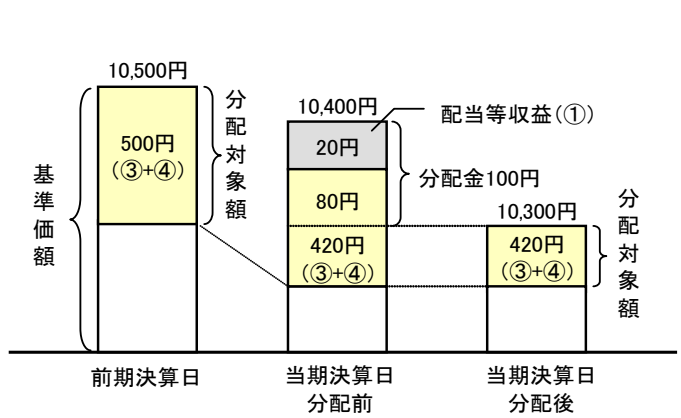 10,500円
500円
（③+④）
分配対象額
基準価額
10,400円
20円
配当等収益（①）
80円
分配金100円
420円
（③+④）
10,300円
420円
（③+④）
分配対象額
前期決算日
当期決算日
分配前
当期決算日
分配後